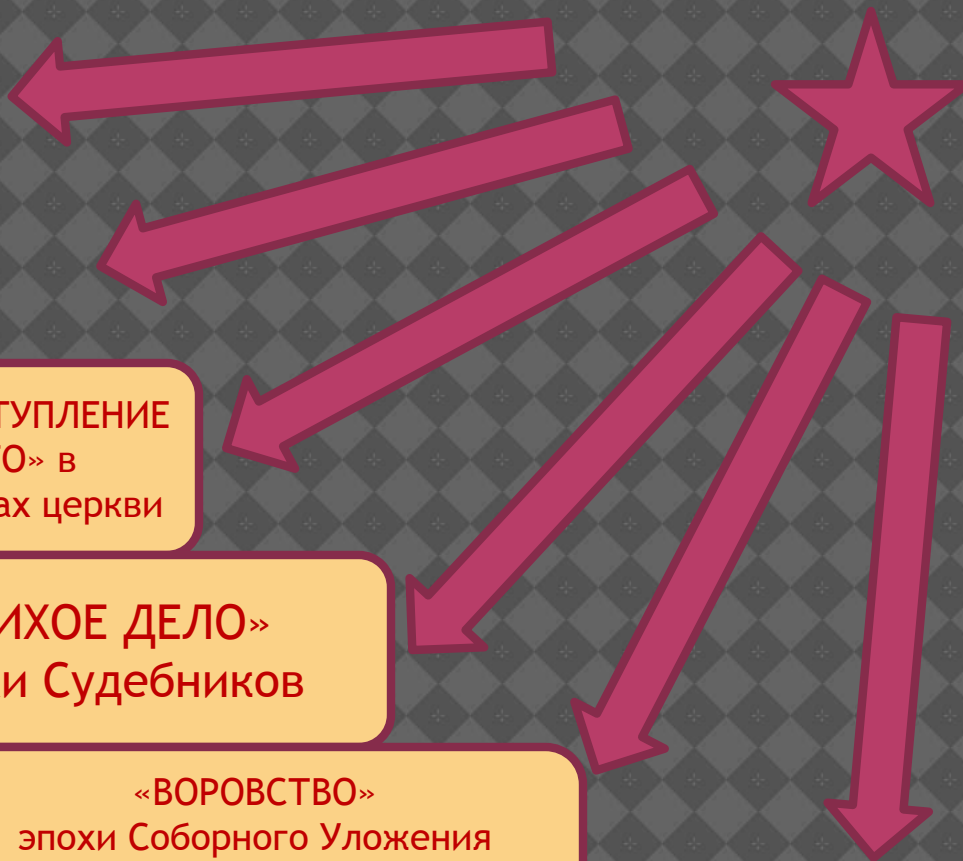 ТУПЛЕНИЕ
О» в
ах церкви
ИХОЕ ДЕЛО»
и Судебников
«ВОРОВСТВО»
эпохи Соборного Уложения